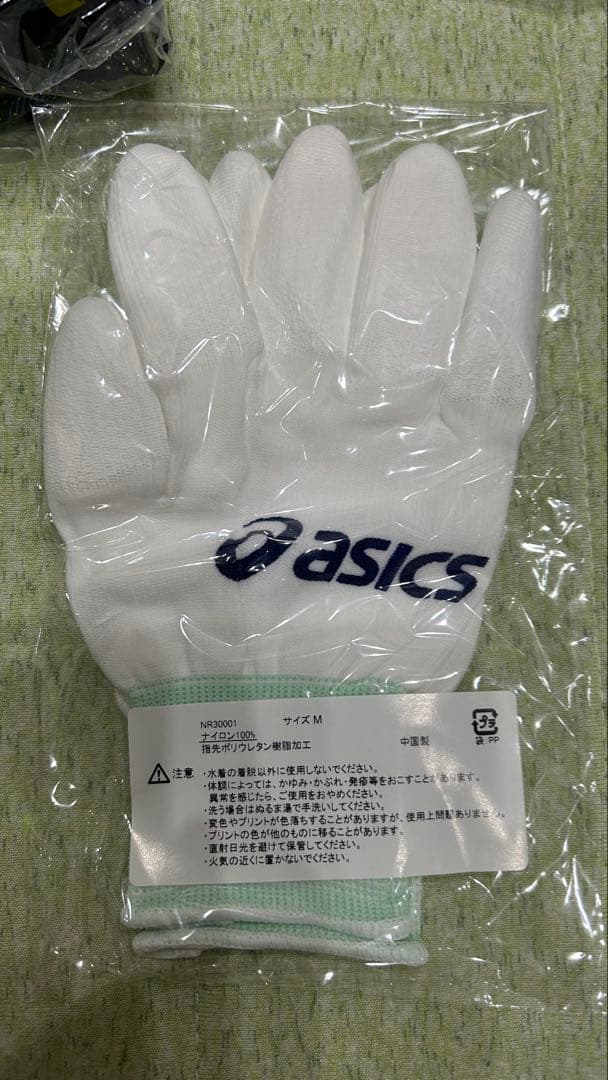 asics
NR30001 サイズ M
ナイロン100%
指先ポリウレタン樹脂加工 中国製
プラ
袋:PP
注意 ・水着の着脱以外に使用しないでください。
・体調によっては、かゆみ・かぶれ・発疹等をおこすことがあります。
異常を感じたら、ご使用をおやめください。
・洗う場合はぬるま湯で手洗いしてください。
・変色やプリントが色落ちすることがありますが、使用上問題ありません。
・プリントの色が他のものに移ることがあります。
・直射日光を避けて保管してください。
・火気の近くに置かないでください。